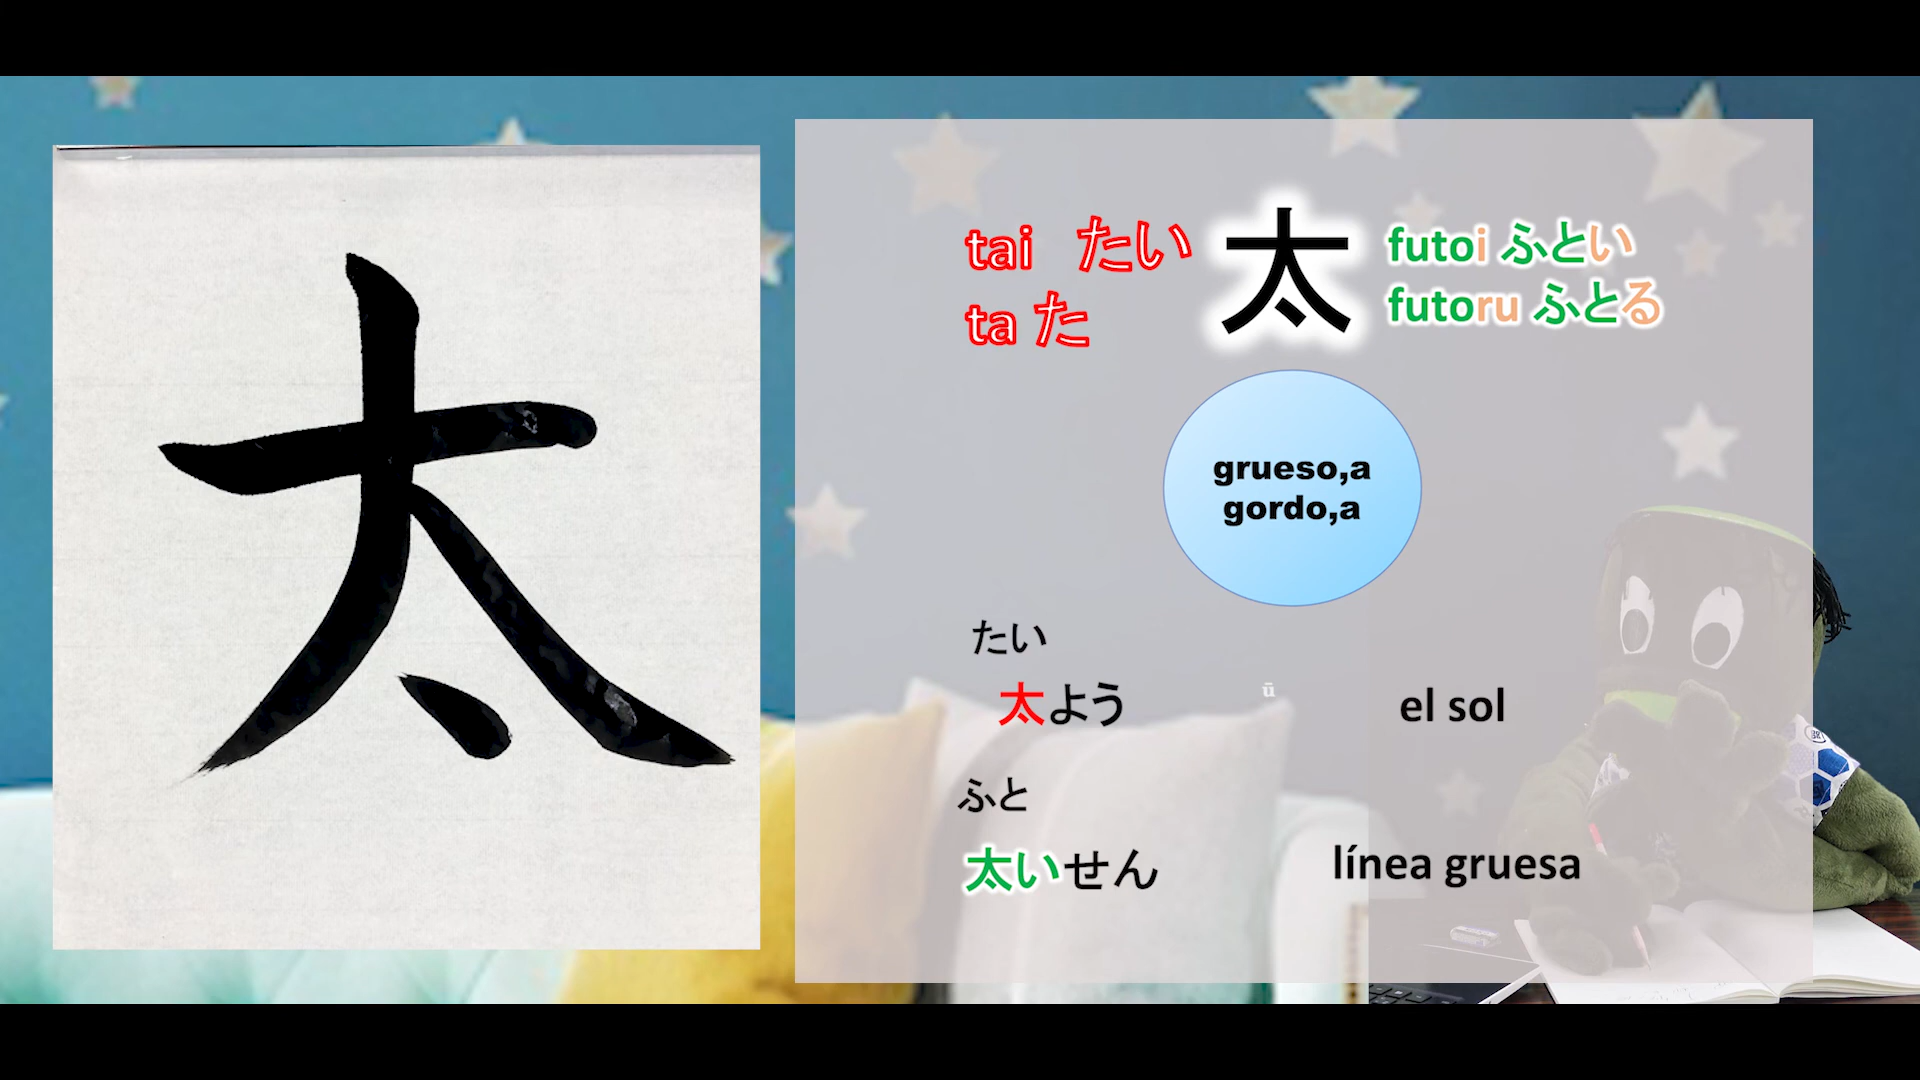 太
tai たい
ta た
太
futoi ふとい
futoru ふとる
grueso,a
gordo,a
たい
太よう
ū
el sol
ふと
太いせん
línea gruesa